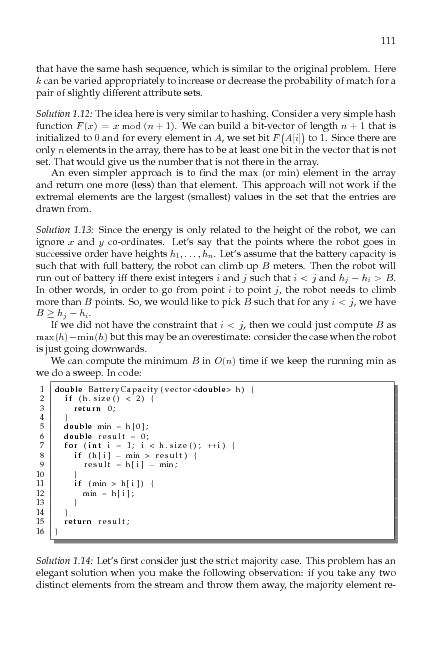 111
that have the same hash sequence, which is similar to the original problem. Here
k can be varied appropriately to increase or decrease the probability of match for a
pair of slightly different attribute sets.
Solution 1.12: The idea here is very similar to hashing. Consider a very simple hash
function F(x) = x mod (n + 1). We can build a bit-vector of length n + 1 that is
initialized to 0 and for every element in A, we set bit F(A[i]) to 1. Since there are
only n elements in the array, there has to be at least one bit in the vector that is not
set. That would give us the number that is not there in the array.
An even simpler approach is to find the max (or min) element in the array
and return one more (less) than that element. This approach will not work if the
extremal elements are the largest (smallest) values in the set that the entries are
drawn from.
Solution 1.13: Since the energy is only related to the height of the robot, we can
ignore x and y co-ordinates. Let's say that the points where the robot goes in
successive order have heights h1, . . . , hn. Let's assume that the battery capacity is
such that with full battery, the robot can climb up B meters. Then the robot will
run out of battery iff there exist integers i and j such that i < j and hj − hi > B.
In other words, in order to go from point i to point j, the robot needs to climb
more than B points. So, we would like to pick B such that for any i < j, we have
B ≥ hj − hi.
If we did not have the constraint that i < j, then we could just compute B as
max(h)−min(h) but this may be an overestimate: consider the case when the robot
is just going downwards.
We can compute the minimum B in O(n) time if we keep the running min as
we do a sweep. In code:
1 double BatteryCapacity(vector<double> h) {
2 if (h.size() < 2) {
3 return 0;
4 }
5 double min = h[0];
6 double result = 0;
7 for (int i = 1; i < h.size(); ++i) {
8 if (h[i] − min > result) {
9 result = h[i] − min;
10 }
11 if (min > h[i]) {
12 min = h[i];
13 }
14 }
15 return result;
16 }
Solution 1.14: Let's first consider just the strict majority case. This problem has an
elegant solution when you make the following observation: if you take any two
distinct elements from the stream and throw them away, the majority element re-